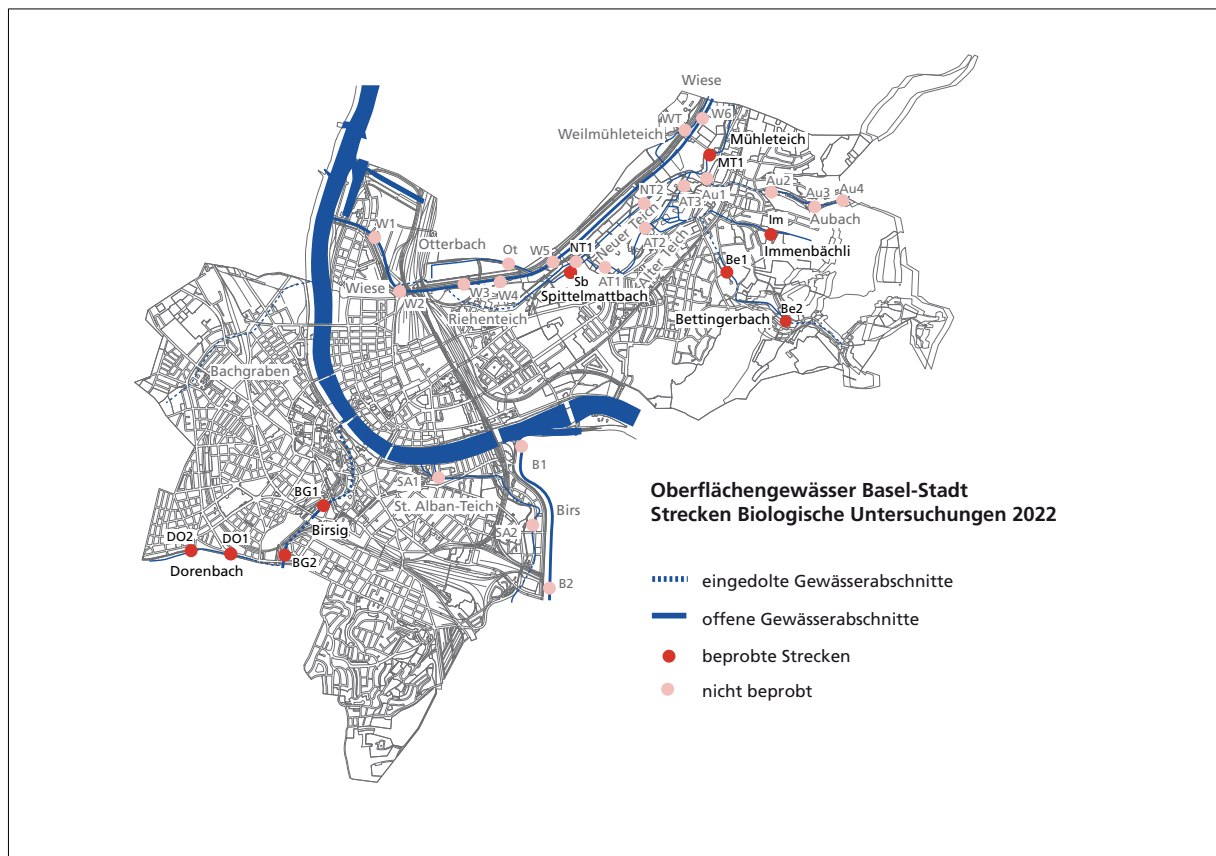 Wiese
WT
W6
Weilmühleteich
Mühleteich
MT1
NT2
Au2
Au3
Au4
Au1
AT3
Aubach
W1
Otterbach
Ot
W5
NT1
Neuer Teich
AT2
Alter Teich
Im
Immenbächli
Be1
Wiese
W2
W3
W4
Sb
AT1
Spittelmattbach
Riehenteich
Bettingerbach
Be2
Bachgraben
B1
SA1
BG1
St. Alban-Teich
Birs
Birsig
SA2
DO2
DO1
BG2
Dorenbach
B2
Oberflächengewässer Basel-Stadt
Strecken Biologische Untersuchungen 2022
eingedolte Gewässerabschnitte
offene Gewässerabschnitte
beprobte Strecken
nicht beprobt